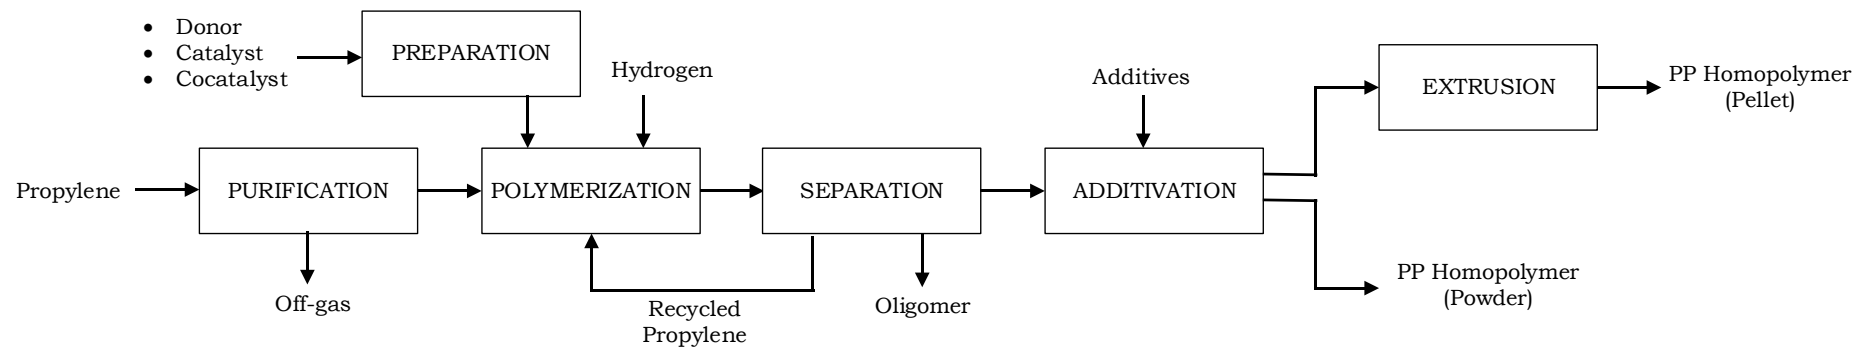 • Donor
• Catalyst
• Cocatalyst
PREPARATION
Hydrogen
Additives
EXTRUSION
PP Homopolymer
(Pellet)
Propylene
PURIFICATION
POLYMERIZATION
SEPARATION
ADDITIVATION
Off-gas
Recycled
Propylene
Oligomer
PP Homopolymer
(Powder)